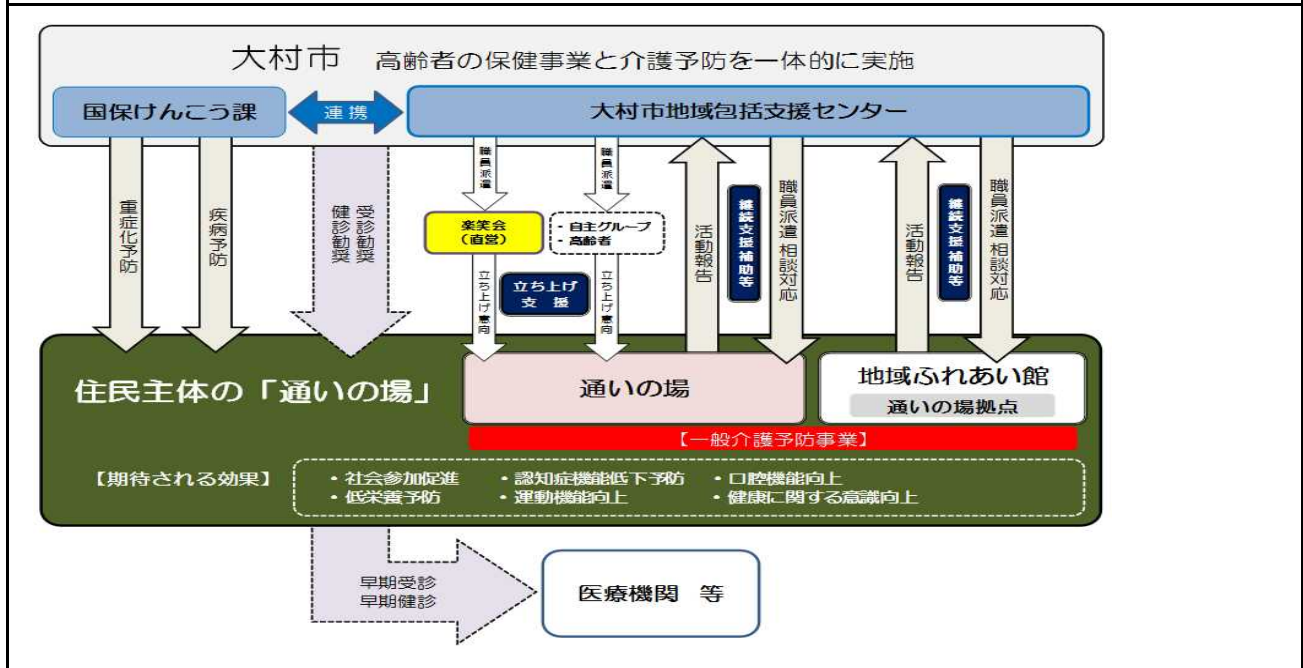 大村市 高齢者の保健事業と介護予防を一体的に実施
国保けんこう課
連携
大村市地域包括支援センター
重症化予防
疾病予防
受診勧奨
健診勧奨
職員派遣
楽笑会
(直営)
立ち上げ意向
立ち上げ
支 援
職員派遣
・自主グループ
・高齢者
立ち上げ意向
活動報告
継続支援補助等
職員派遣 相談対応
活動報告
継続支援補助等
職員派遣 相談対応
住民主体の「通いの場」
通いの場
地域ふれあい館
通いの場拠点
【一般介護予防事業】
【期待される効果】
・社会参加促進 ・認知症機能低下予防 ・口腔機能向上
・低栄養予防 ・運動機能向上 ・健康に関する意識向上
早期受診
早期健診
医療機関 等